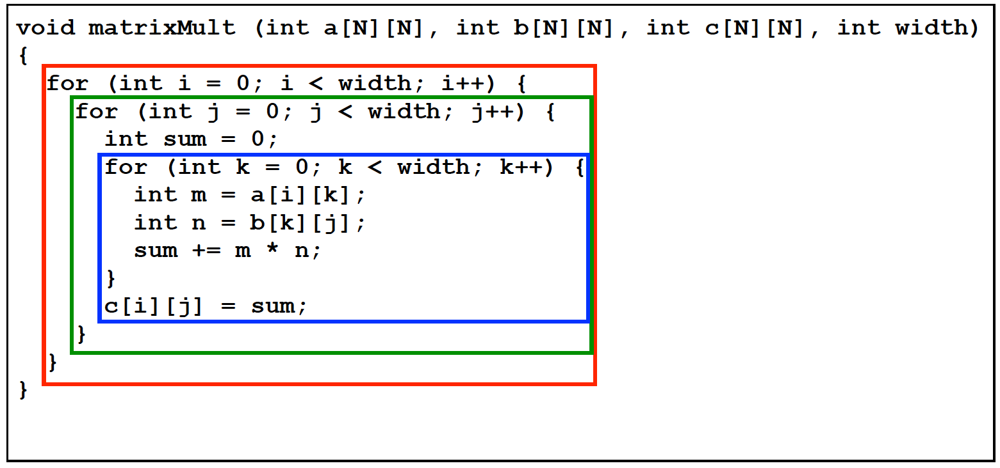 void matrixMult (int a[N][N], int b[N][N], int c[N][N], int width)
{
  for (int i = 0; i < width; i++) {
    for (int j = 0; j < width; j++) {
      int sum = 0;
      for (int k = 0; k < width; k++) {
        int m = a[i][k];
        int n = b[k][j];
        sum += m * n;
      }
      c[i][j] = sum;
    }
  }
}